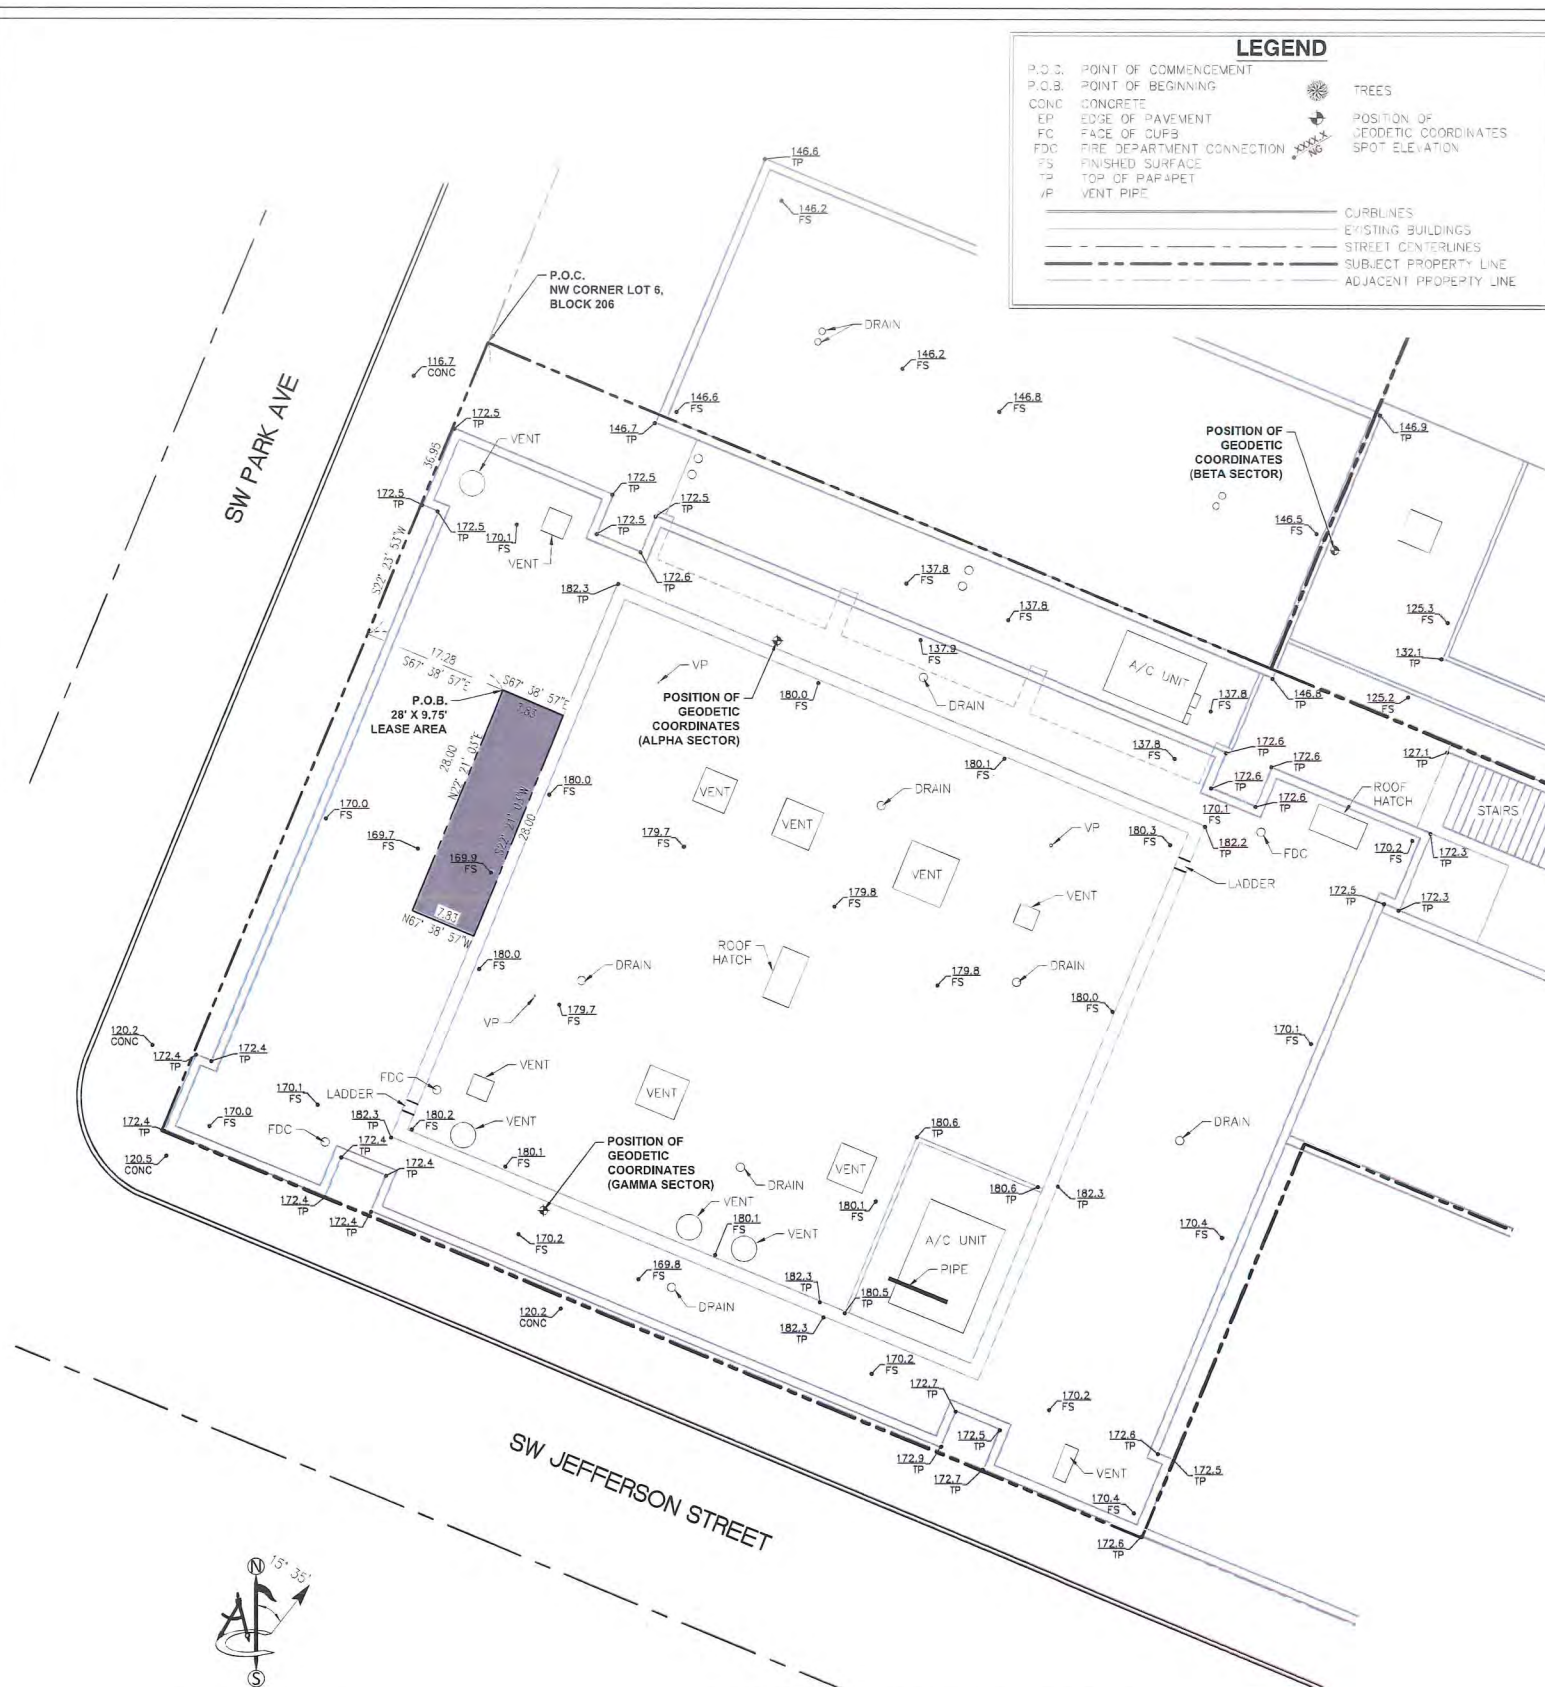 LEGEND
P.O.C. POINT OF COMMENCEMENT
P.O.B. POINT OF BEGINNING
CONC CONCRETE
EP EDGE OF PAVEMENT
FC FACE OF CURB
FDC FIRE DEPARTMENT CONNECTION
FS FINISHED SURFACE
TP TOP OF PARAPET
VP VENT PIPE
TREES
POSITION OF
GEODETIC COORDINATES
XXXX.X
NG
SPOT ELEVATION
CURBLINES
EXISTING BUILDINGS
STREET CENTERLINES
SUBJECT PROPERTY LINE
ADJACENT PROPERTY LINE
146.6
TP
146.2
FS
P.O.C.
NW CORNER LOT 6,
BLOCK 206
DRAIN
116.7
CONC
146.2
FS
146.6
FS
146.8
FS
SW PARK AVE
172.5
TP
VENT
146.7
TP
POSITION OF
GEODETIC
COORDINATES
(BETA SECTOR)
146.9
TP
36.95
172.5
TP
172.5
TP
172.5
TP
172.5
TP
170.1
FS
172.5
TP
146.5
FS
VENT
S22° 23' 53"W
172.6
TP
182.3
TP
137.8
FS
137.8
FS
125.3
FS
137.9
FS
132.1
TP
17.28
S67° 38' 57"E
VP
A/C UNIT
P.O.B.
28' X 9.75'
LEASE AREA
S67° 38' 57"E
7.83
POSITION OF
GEODETIC
COORDINATES
(ALPHA SECTOR)
180.0
FS
DRAIN
137.8
FS
146.8
TP
125.2
FS
28.00
N22° 21' 03"E
S22° 21' 03"W
28.00
137.8
FS
172.6
TP
172.6
TP
127.1
TP
180.1
FS
180.0
FS
VENT
DRAIN
172.6
TP
172.6
TP
ROOF
HATCH
STAIRS
170.0
FS
170.1
FS
VENT
VP
180.3
FS
182.2
TP
FDC
170.2
FS
172.3
TP
169.7
FS
179.7
FS
169.9
FS
VENT
LADDER
7.83
N67° 38' 57"W
179.8
FS
VENT
172.5
TP
172.3
TP
180.0
FS
DRAIN
ROOF
HATCH
179.8
FS
DRAIN
180.0
FS
VP
179.7
FS
120.2
CONC
172.4
TP
172.4
TP
170.1
FS
VENT
FDC
170.1
FS
LADDER
VENT
170.0
FS
172.4
TP
FDC
182.3
TP
180.2
FS
VENT
180.6
TP
DRAIN
120.5
CONC
172.4
TP
172.4
TP
180.1
FS
POSITION OF
GEODETIC
COORDINATES
(GAMMA SECTOR)
VENT
DRAIN
180.6
TP
182.3
TP
172.4
TP
172.4
TP
VENT
180.1
FS
180.1
FS
170.2
FS
VENT
A/C UNIT
170.4
FS
169.8
FS
PIPE
DRAIN
182.3
TP
180.5
TP
120.2
CONC
182.3
TP
170.2
FS
172.7
TP
170.2
FS
SW JEFFERSON STREET
172.5
TP
172.9
TP
172.7
TP
172.6
TP
172.5
TP
VENT
170.4
FS
172.6
TP
N
15° 35'
A
S